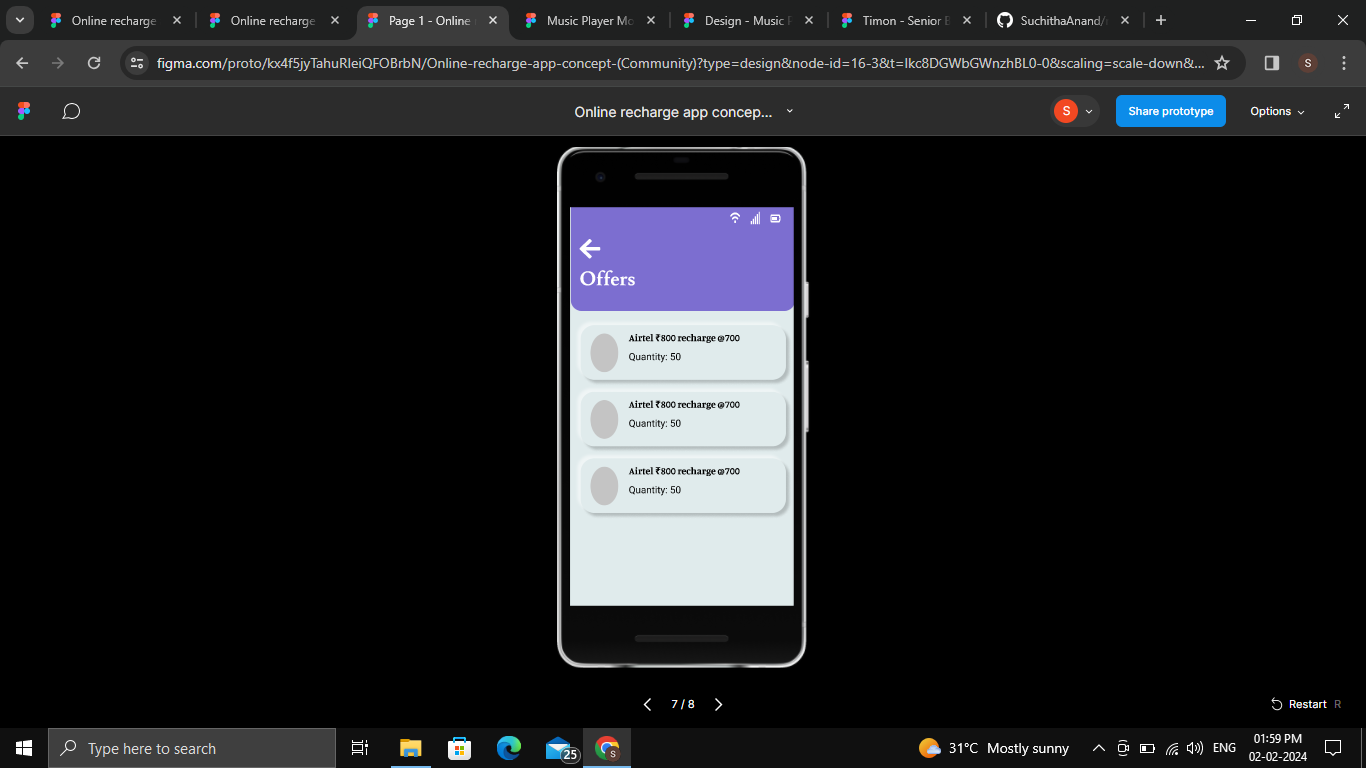 Online recharge
Online recharge
Page 1 - Online
Music Player Mo
Design - Music P
Timon - Senior B
SuchithaAnand/
figma.com/proto/kx4f5jyTahuRleiQFOBrbN/Online-recharge-app-concept-(Community)?type=design&node-id=16-3&t=lkc8DGWbGWnzhBL0-0&scaling=scale-down&...
S
Online recharge app concep...
S
Share prototype
Options
Offers
Airtel ₹800 recharge @700
Quantity: 50
Airtel ₹800 recharge @700
Quantity: 50
Airtel ₹800 recharge @700
Quantity: 50
7 / 8
Restart R
Type here to search
25
S
31°C Mostly sunny
ENG
01:59 PM
02-02-2024